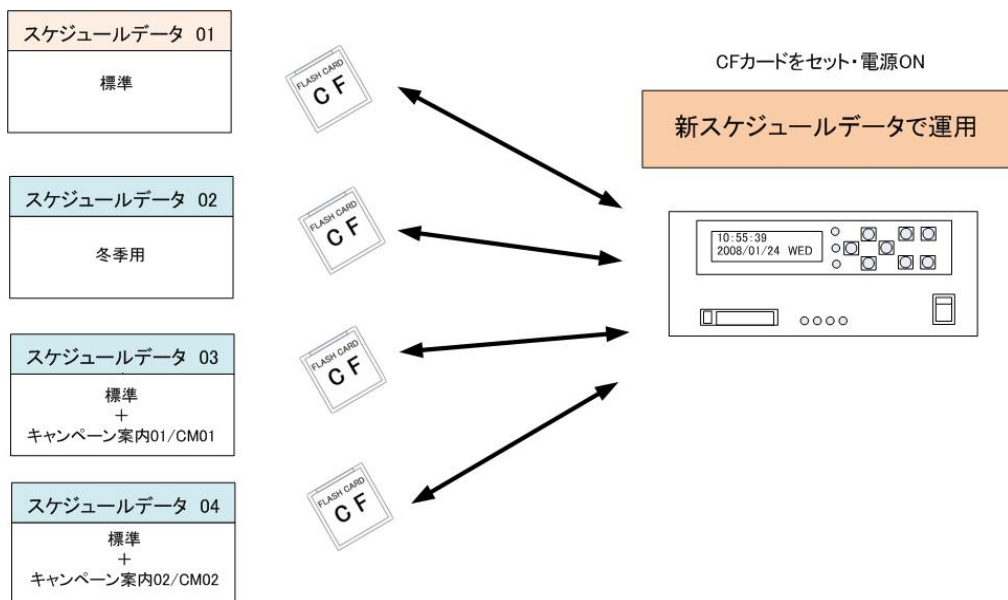 スケジュールデータ 01
標準
FLASH CARD
CF
スケジュールデータ 02
冬季用
FLASH CARD
CF
スケジュールデータ 03
標準
+
キャンペーン案内01/CM01
FLASH CARD
CF
スケジュールデータ 04
標準
+
キャンペーン案内02/CM02
FLASH CARD
CF
CFカードをセット・電源ON
新スケジュールデータで運用
10:55:39
2008/01/24 WED